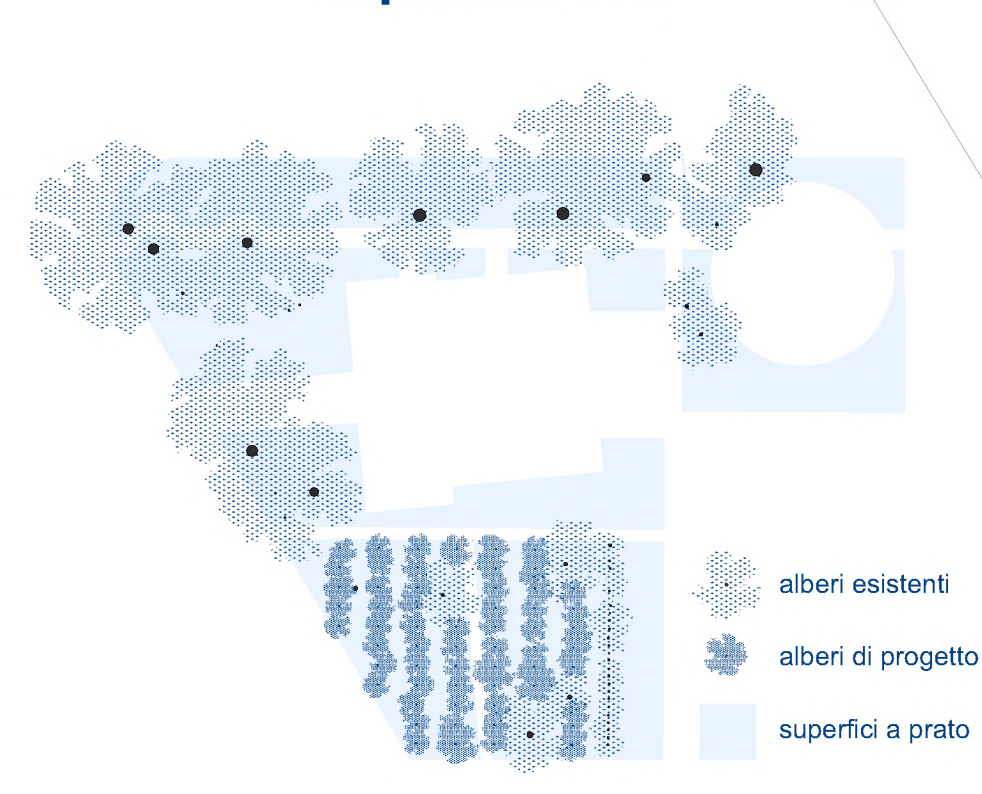 alberi esistenti
alberi di progetto
superfici a prato